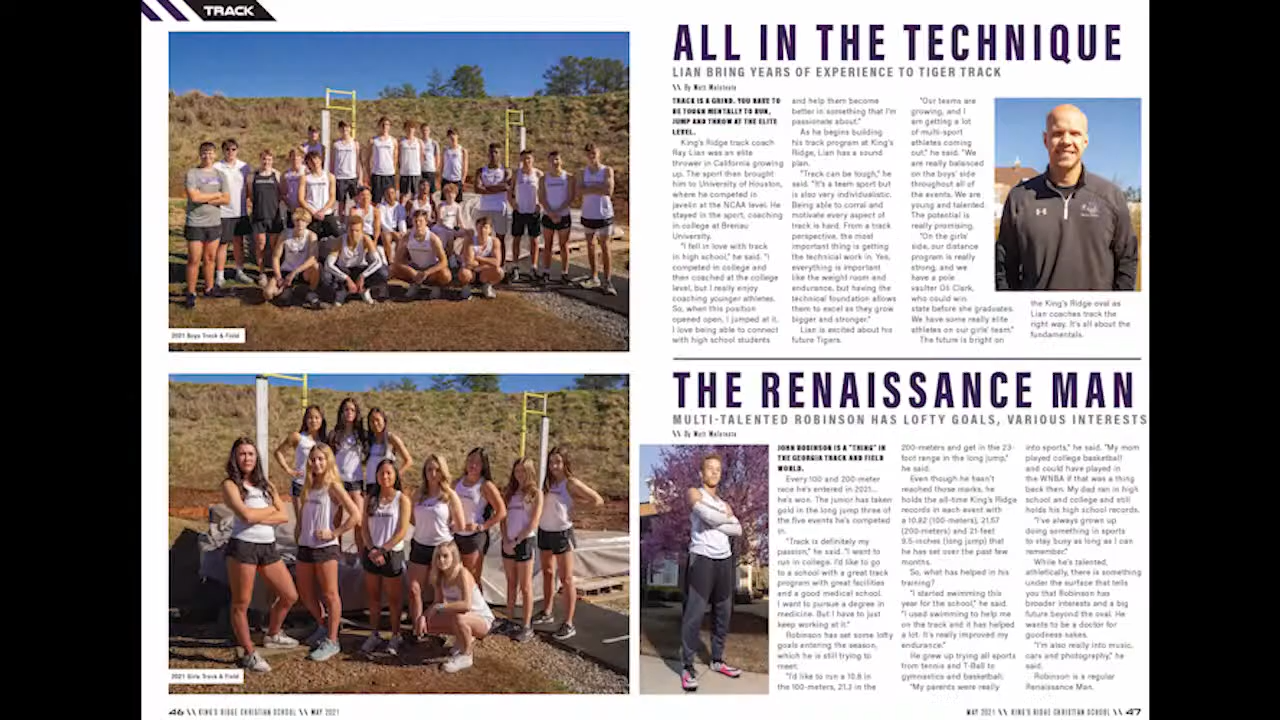 TRACK
2021 Boys Track & Field
2021 Girls Track & Field
46 \\ KING'S RIDGE CHRISTIAN SCHOOL \\ MAY 2021
ALL IN THE TECHNIQUE
LIAN BRING YEARS OF EXPERIENCE TO TIGER TRACK
\\ By Matt
TRACK IS A GRIND. YOU HAVE TO
BE TOUGH MENTALLY TO RUN,
JUMP AND THROW AT THE ELITE
LEVEL.
King's Ridge track coach
Ray Lian was an elite
thrower in California growing
up. The sport then brought
him to University of Houston,
where he competed in
javelin at the NCAA level. He
stayed in the sport, coaching
in college at Brenau
University.
"I fell in love with track
in high school," he said. "I
competed in college and
then coached at the college
level, but I really enjoy
coaching younger athletes.
So, when this position
opened open, I jumped at it.
I love being able to connect
with high school students
and help them become
better in something that I'm
passionate about."
As he begins building
his track program at King's
Ridge, Lian has a sound
plan.
"Track can be tough," he
said. "It's a team sport but
is also very individualistic.
Being able to corral and
motivate every aspect of
track is hard. From a track
perspective, the most
important thing is getting
the technical work in. Yes,
everything is important
like the weight room and
endurance, but having the
technical foundation allows
them to excel as they grow
bigger and stronger."
Lian is excited about his
future Tigers.
"Our teams are
growing, and I
am getting a lot
of multi-sport
athletes coming
out," he said. "We
are really balanced
on the boys' side
throughout all of
the events. We are
young and talented.
The potential is
really promising.
"On the girls'
side, our distance
program is really
strong, and we
have a pole
vaulter Oli Clark,
who could win
state before she graduates.
We have some really elite
athletes on our girls' team."
The future is bright on
the King's Ridge oval as
Lian coaches track the
right way. It's all about the
fundamentals.
THE RENAISSANCE MAN
MULTI-TALENTED ROBINSON HAS LOFTY GOALS, VARIOUS INTERESTS
\\ By Matt
JOHN ROBINSON IS A "THING" IN
THE GEORGIA TRACK AND FIELD
WORLD.
Every 100 and 200-meter
race he's entered in 2021...
he's won. The junior has taken
gold in the long jump three of
the five events he's competed
in.
"Track is definitely my
passion," he said. "I want to
run in college. I'd like to go
to a school with a great track
program with great facilities
and a good medical school.
I want to pursue a degree in
medicine. But I have to just
keep working at it."
Robinson has set some lofty
goals entering the season,
which he is still trying to
meet.
"I'd like to run a 10.6 in
the 100-meters, 21.3 in the
200-meters and get in the 23-
foot range in the long jump,"
he said.
Even though he hasn't
reached those marks, he
holds the all-time King's Ridge
records in each event with
a 10.82 (100-meters), 21.57
(200-meters) and 21-feet
9.5-inches (long jump) that
he has set over the past few
months.
So, what has helped in his
training?
"I started swimming this
year for the school," he said.
"I used swimming to help me
on the track and it has helped
a lot. It's really improved my
endurance."
He grew up trying all sports
from tennis and T-Ball to
gymnastics and basketball.
"My parents were really
into sports," he said. "My mom
played college basketball
and could have played in
the WNBA if that was a thing
back then. My dad ran in high
school and college and still
holds his high school records.
"I've always grown up
doing something in sports
to stay busy as long as I can
remember."
While he's talented,
athletically, there is something
under the surface that tells
you that Robinson has
broader interests and a big
future beyond the oval. He
wants to be a doctor for
goodness sakes.
"I'm also really into music,
cars and photography," he
said.
Robinson is a regular
Renaissance Man.
MAY 2021 \\ KING'S RIDGE CHRISTIAN SCHOOL \\ 47